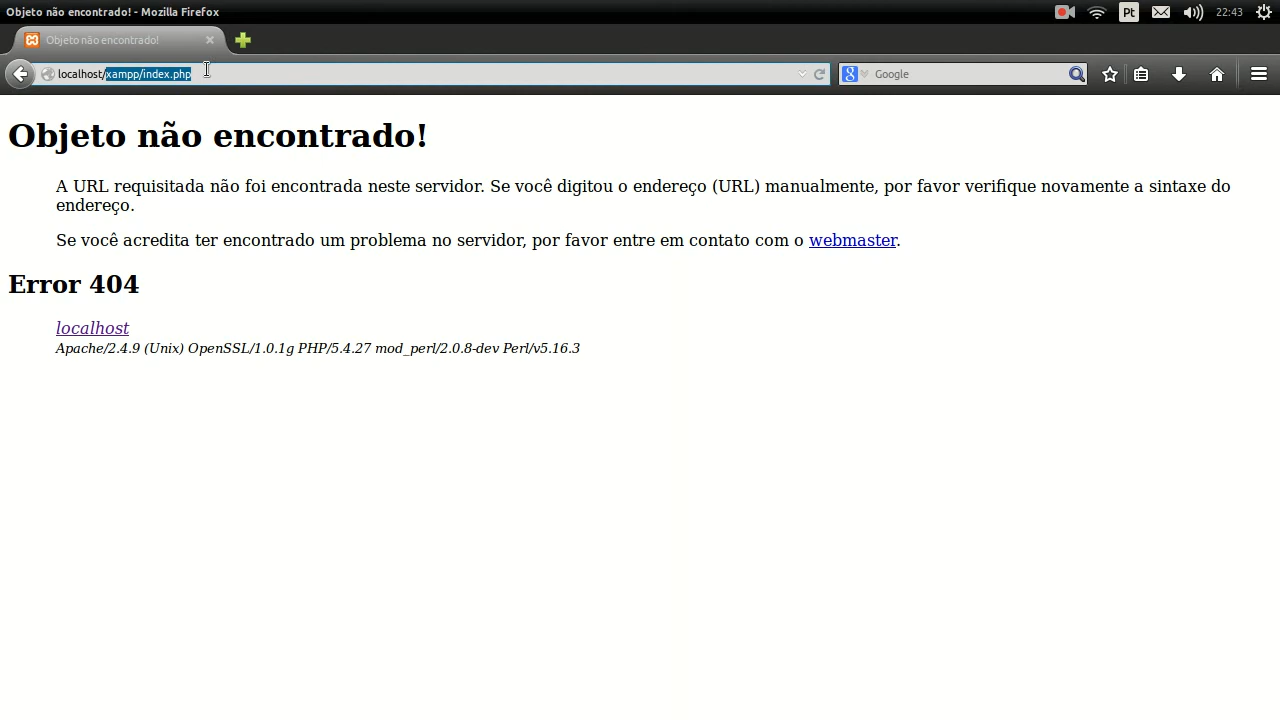 Objeto não encontrado! - Mozilla Firefox
Pt
22:43
Objeto não encontrado!
localhost/xampp/index.php
8
Google
Objeto não encontrado!
A URL requisitada não foi encontrada neste servidor. Se você digitou o endereço (URL) manualmente, por favor verifique novamente a sintaxe do
endereço.
Se você acredita ter encontrado um problema no servidor, por favor entre em contato com o webmaster.
Error 404
localhost
Apache/2.4.9 (Unix) OpenSSL/1.0.1g PHP/5.4.27 mod_perl/2.0.8-dev Perl/v5.16.3